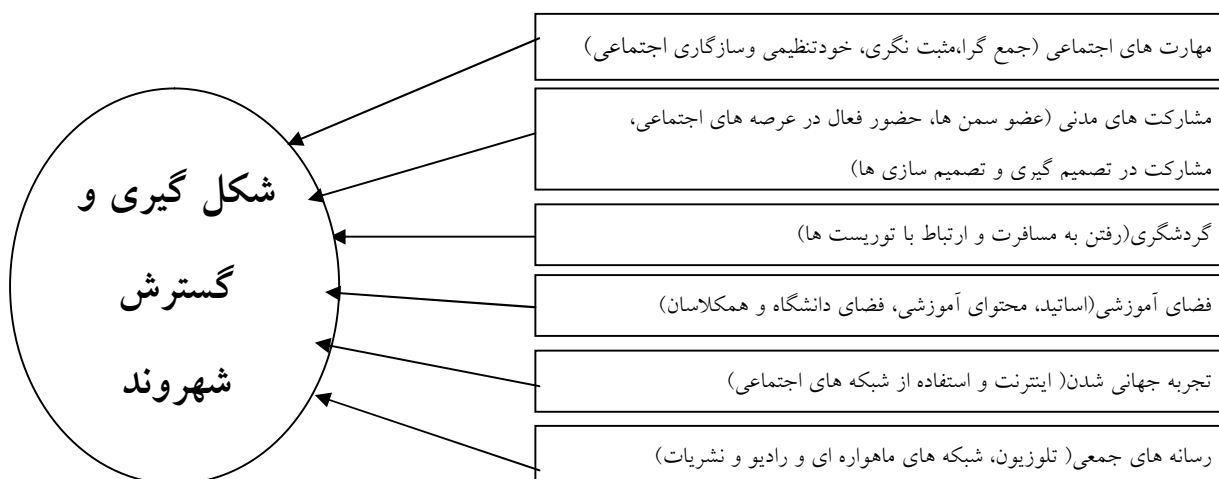 مهارت های اجتماعی (جمع گرا،مثبت نگری، خودتنظیمی وسازگاری اجتماعی)
مشارکت های مدنی (عضو سمن ها، حضور فعال در عرصه های اجتماعی،
مشارکت در تصمیم گیری و تصمیم سازی ها)
گردشگری(رفتن به مسافرت و ارتباط با توریست ها)
فضای آموزشی(اساتید، محتوای آموزشی، فضای دانشگاه و همکلاسان)
تجربه جهانی شدن( اینترنت و استفاده از شبکه های اجتماعی)
رسانه های جمعی( تلوزیون، شبکه های ماهواره ای و رادیو و نشریات)
شکل گیری و
گسترش
شهروند